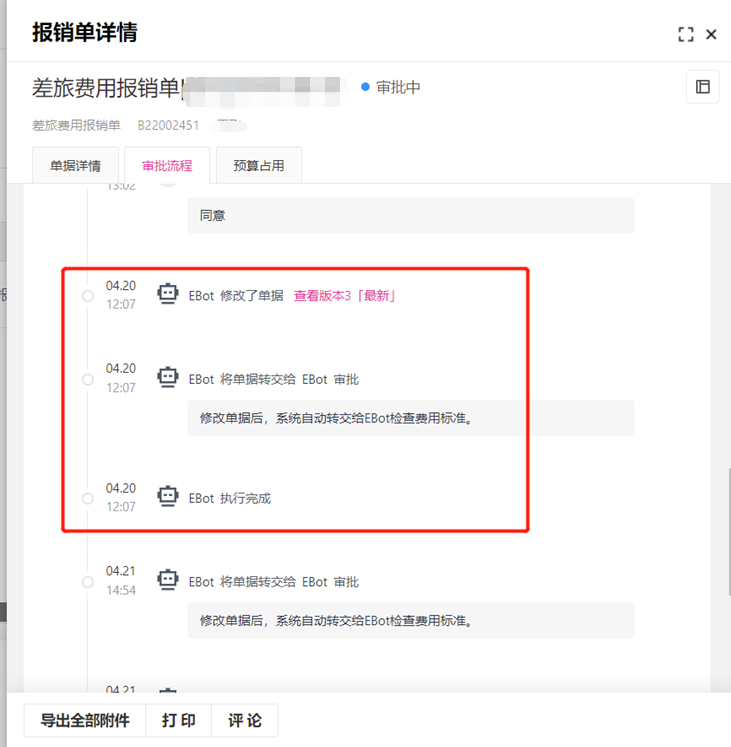 报销单详情
差旅费用报销单
审批中
差旅费用报销单 B22002451
单据详情 审批流程 预算占用
13:02
同意
04.20
12:07
EBot 修改了单据 查看版本3「最新」
04.20
12:07
EBot 将单据转交给 EBot 审批
修改单据后，系统自动转交给EBot检查费用标准。
04.20
12:07
EBot 执行完成
04.21
14:54
EBot 将单据转交给 EBot 审批
修改单据后，系统自动转交给EBot检查费用标准。
04.21
导出全部附件 打印 评论